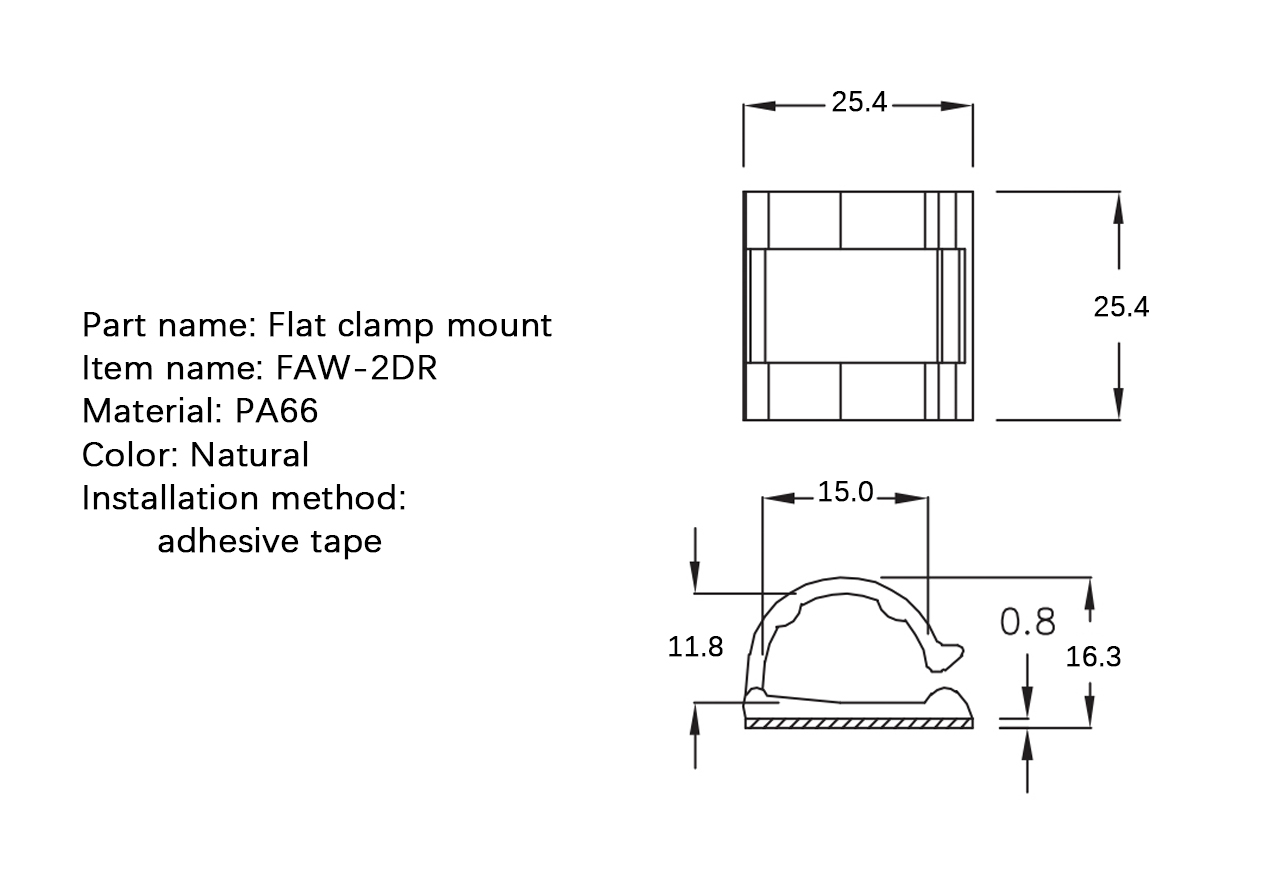 Part name: Flat clamp mount
Item name: FAW-2DR
Material: PA66
Color: Natural
Installation method:
adhesive tape
25.4
25.4
15.0
11.8
0.8
16.3